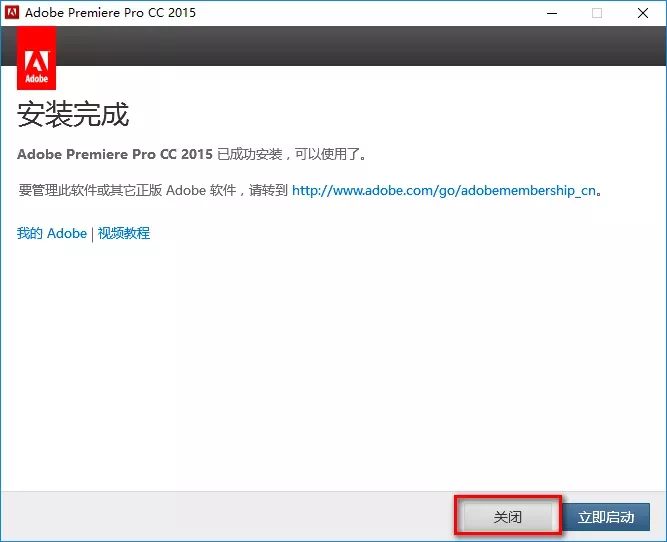 Adobe Premiere Pro CC 2015
Adobe
安装完成
Adobe Premiere Pro CC 2015 已成功安装，可以使用了。
要管理此软件或其它正版 Adobe 软件，请转到 http://www.adobe.com/go/adobemembership_cn。
我的 Adobe | 视频教程
关闭 立即启动